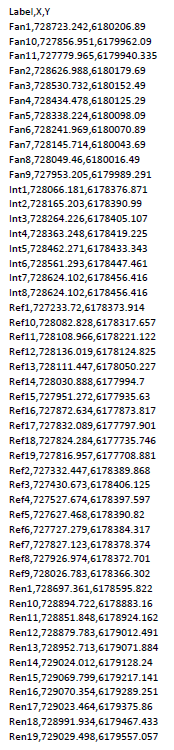 Label,X,Y
Fan1,728723.242,6180206.89
Fan10,727856.951,6179962.09
Fan11,727779.965,6179940.335
Fan2,728626.988,6180179.69
Fan3,728530.732,6180152.49
Fan4,728434.478,6180125.29
Fan5,728338.224,6180098.09
Fan6,728241.969,6180070.89
Fan7,728145.714,6180043.69
Fan8,728049.46,6180016.49
Fan9,727953.205,6179989.291
Int1,728066.181,6178376.871
Int2,728165.203,6178390.99
Int3,728264.226,6178405.107
Int4,728363.248,6178419.225
Int5,728462.271,6178433.343
Int6,728561.293,6178447.461
Int7,728624.102,6178456.416
Int8,728624.102,6178456.416
Ref1,727233.72,6178373.914
Ref10,728082.828,6178317.657
Ref11,728108.966,6178221.122
Ref12,728136.019,6178124.825
Ref13,728111.447,6178050.227
Ref14,728030.888,6177994.7
Ref15,727951.272,6177935.63
Ref16,727872.634,6177873.817
Ref17,727832.089,6177797.901
Ref18,727824.284,6177735.746
Ref19,727816.957,6177708.881
Ref2,727332.447,6178389.868
Ref3,727430.673,6178406.125
Ref4,727527.674,6178397.597
Ref5,727627.468,6178390.82
Ref6,727727.279,6178384.317
Ref7,727827.123,6178378.374
Ref8,727926.974,6178372.701
Ref9,728026.783,6178366.302
Ren1,728697.361,6178595.822
Ren10,728894.722,6178883.16
Ren11,728851.848,6178924.162
Ren12,728879.783,6179012.491
Ren13,728952.713,6179071.884
Ren14,729024.012,6179128.24
Ren15,729069.799,6179217.141
Ren16,729070.354,6179289.251
Ren17,729023.464,6179375.86
Ren18,728991.934,6179467.433
Ren19,729029.498,6179557.057